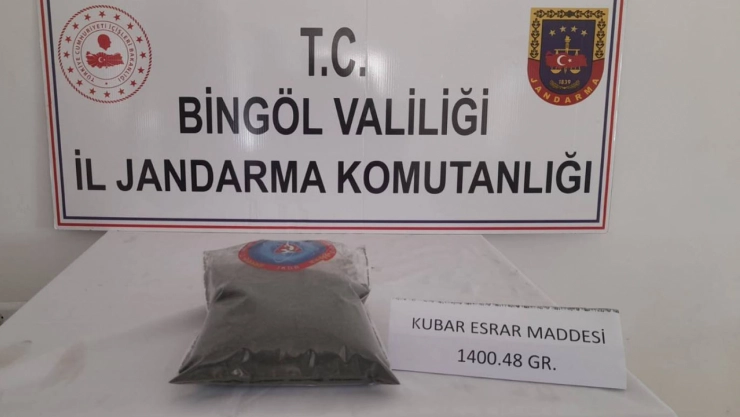 T.C.
BİNGÖL VALİLİĞİ
İL JANDARMA KOMUTANLIĞI
JANDARMA
KUBAR ESRAR MADDESİ
1400.48 GR.